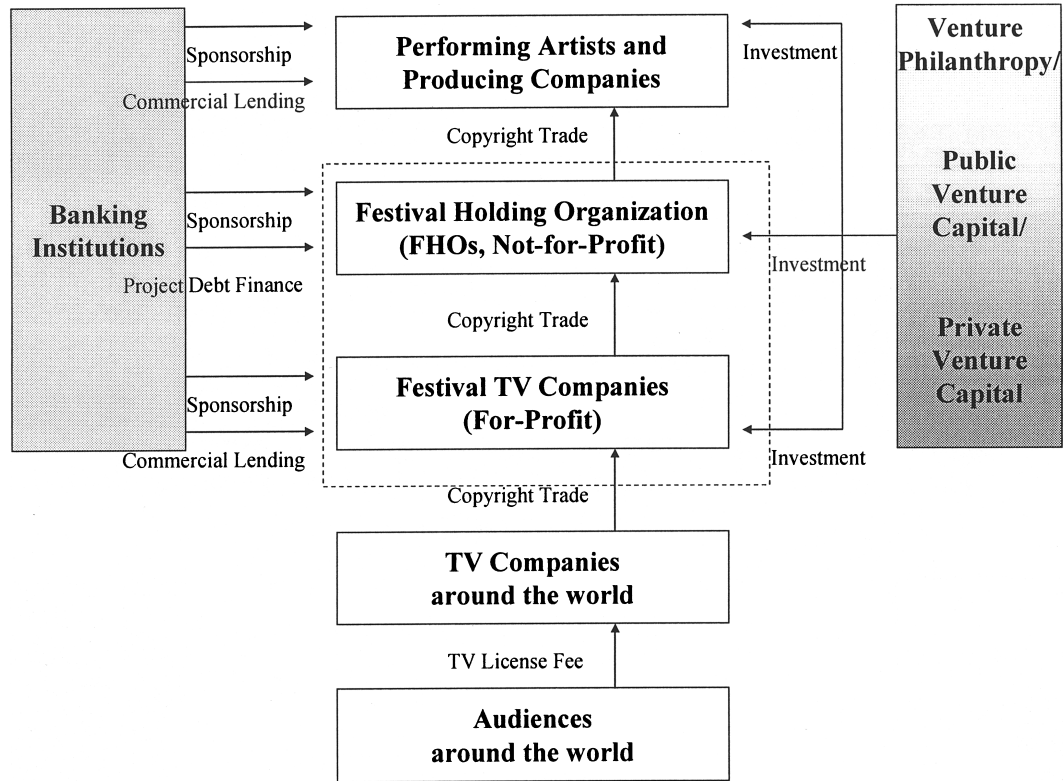 Sponsorship
Commercial Lending
Performing Artists and
Producing Companies
Investment
Venture
Philanthropy/
Copyright Trade
Banking
Institutions
Sponsorship
Project Debt Finance
Festival Holding Organization
(FHOs, Not-for-Profit)
Investment
Public
Venture
Capital/
Copyright Trade
Private
Venture
Capital
Sponsorship
Commercial Lending
Festival TV Companies
(For-Profit)
Investment
Copyright Trade
TV Companies
around the world
TV License Fee
Audiences
around the world